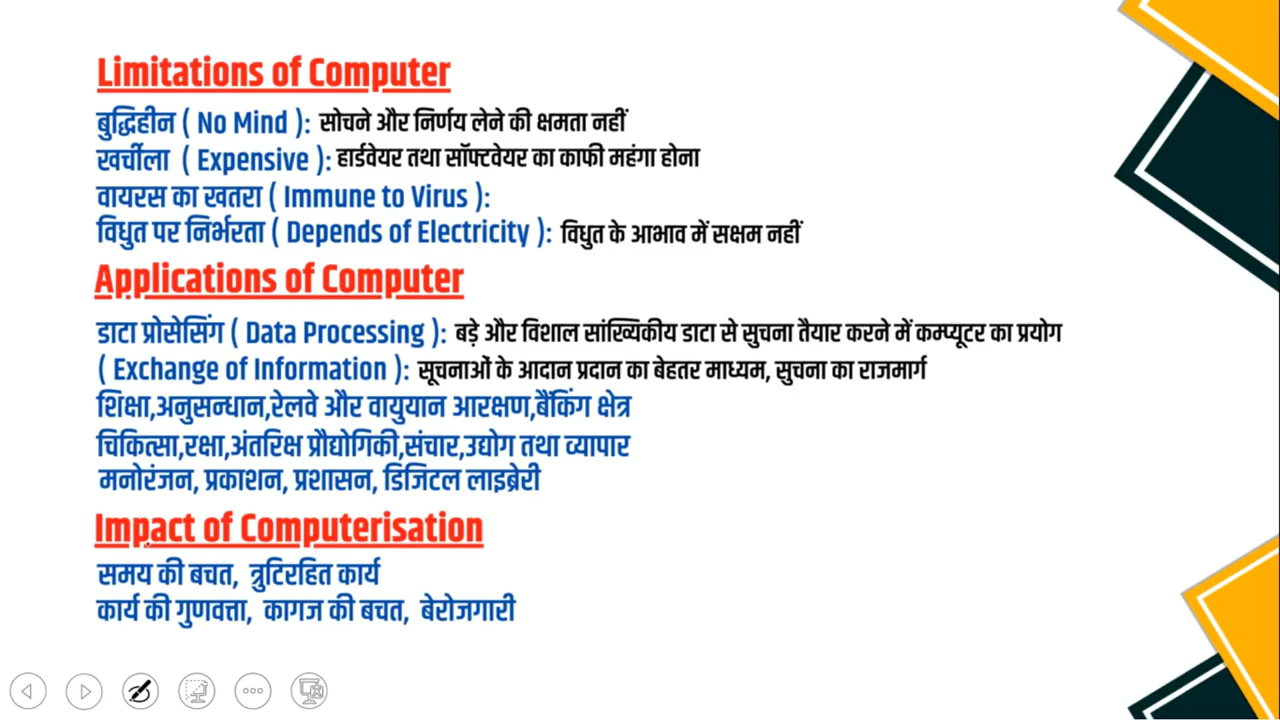 Limitations of Computer
बुद्धिहीन ( No Mind ): सोचने और निर्णय लेने की क्षमता नहीं
खर्चीला ( Expensive ): हार्डवेयर तथा सॉफ्टवेयर का काफी महंगा होना
वायरस का खतरा ( Immune to Virus ):
विधुत पर निर्भरता ( Depends of Electricity ): विधुत के आभाव में सक्षम नहीं
Applications of Computer
डाटा प्रोसेसिंग ( Data Processing ): बड़े और विशाल सांख्यिकीय डाटा से सुचना तैयार करने में कम्प्यूटर का प्रयोग
( Exchange of Information ): सूचनाओं के आदान प्रदान का बेहतर माध्यम, सुचना का राजमार्ग
शिक्षा,अनुसन्धान,रेलवे और वायुयान आरक्षण,बैंकिंग क्षेत्र
चिकित्सा,रक्षा,अंतरिक्ष प्रौद्योगिकी,संचार,उद्योग तथा व्यापार
मनोरंजन, प्रकाशन, प्रशासन, डिजिटल लाइब्रेरी
Impact of Computerisation
समय की बचत, त्रुटिरहित कार्य
कार्य की गुणवत्ता, कागज की बचत, बेरोजगारी